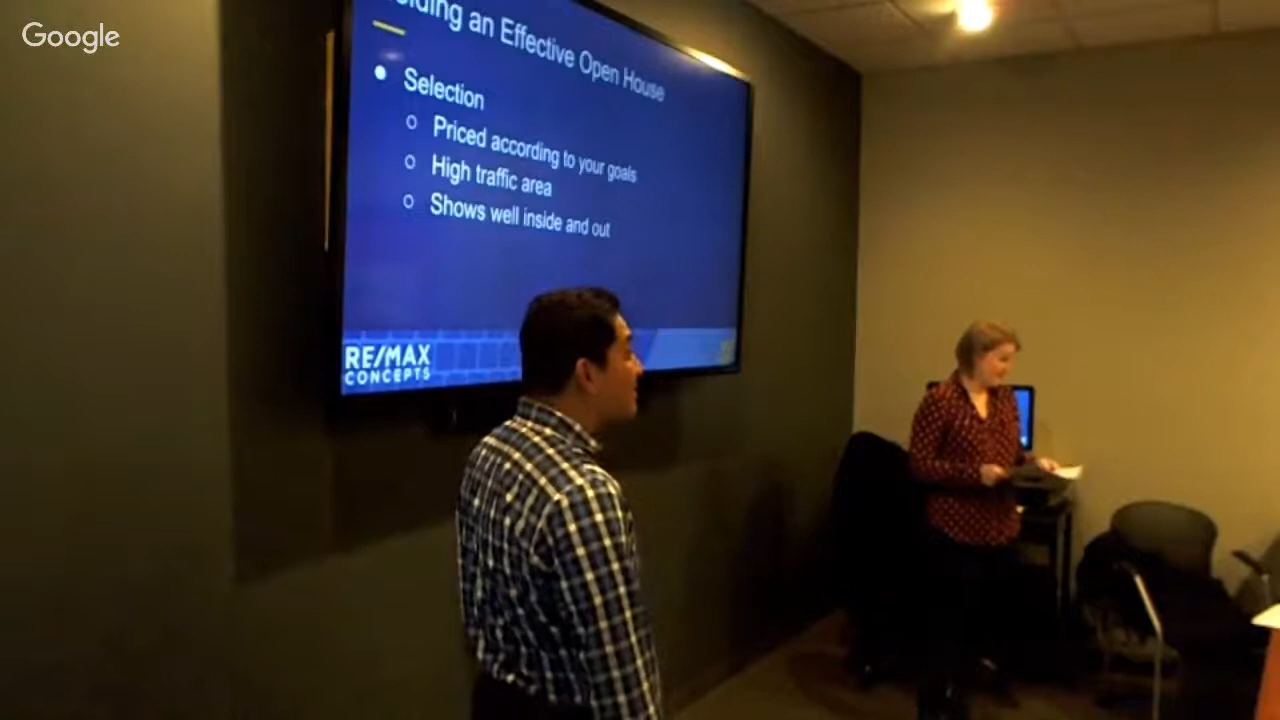 Google
an Effective Open House
Selection
Priced according to your goals
High traffic area
Shows well inside and out
RE/MAX
CONCEPTS